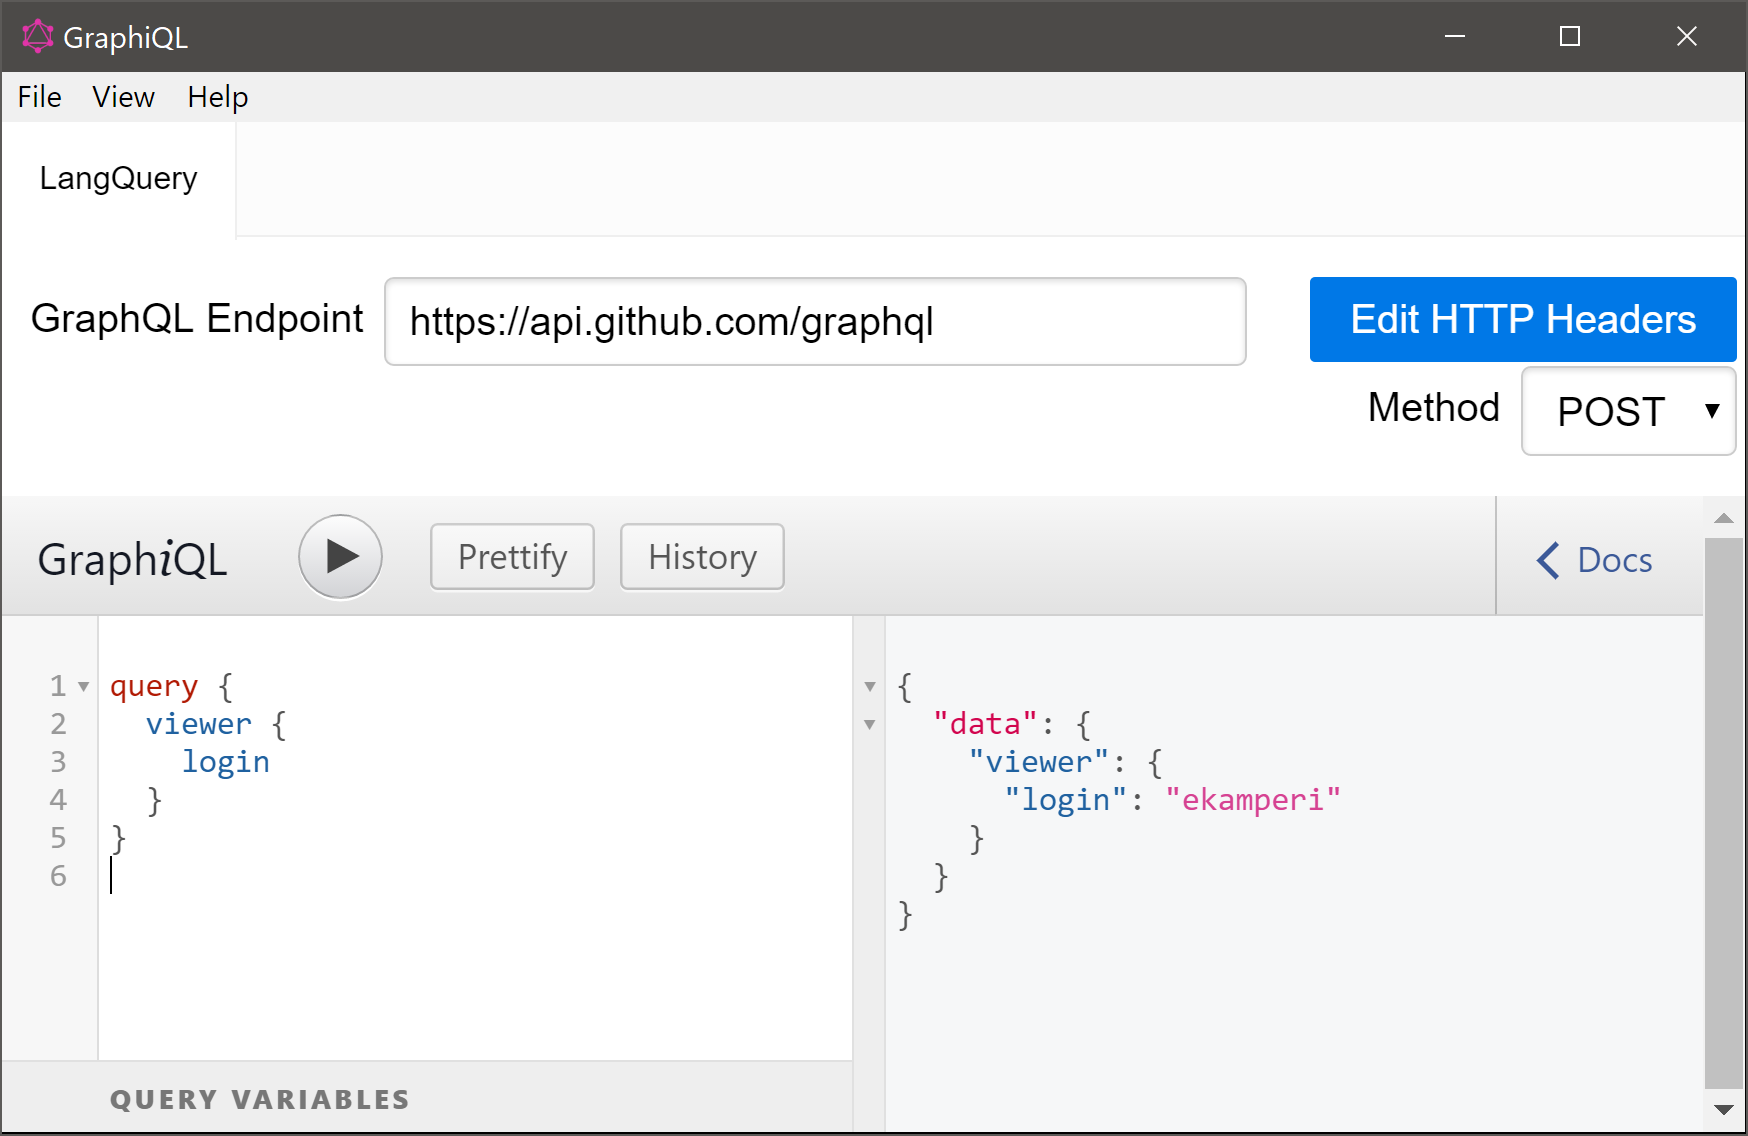 GraphiQL
File View Help
LangQuery
GraphQL Endpoint https://api.github.com/graphql Edit HTTP Headers
Method POST
GraphiQL Prettify History Docs
1 query {
2 viewer {
3 login
4 }
5 }
6
{
"data": {
"viewer": {
"login": "ekamperi"
}
}
}
QUERY VARIABLES